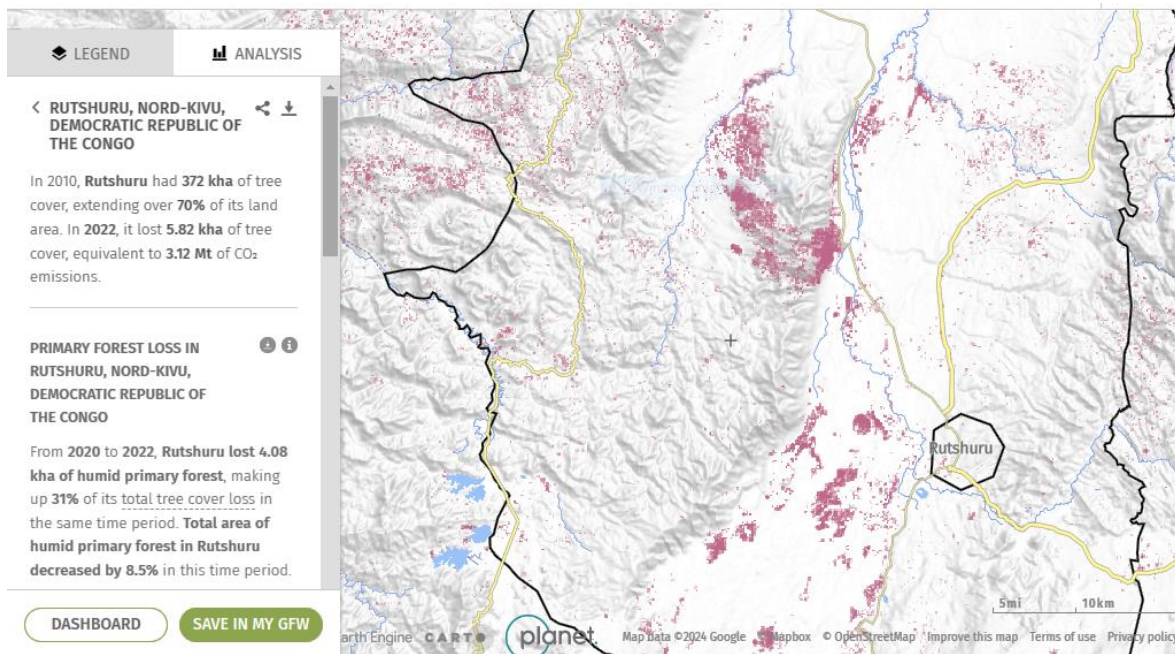 LEGEND
ANALYSIS
RUTSHURU, NORD-KIVU,
DEMOCRATIC REPUBLIC OF
THE CONGO
In 2010, Rutshuru had 372 kha of tree
cover, extending over 70% of its land
area. In 2022, it lost 5.82 kha of tree
cover, equivalent to 3.12 Mt of CO₂
emissions.
PRIMARY FOREST LOSS IN
RUTSHURU, NORD-KIVU,
DEMOCRATIC REPUBLIC OF
THE CONGO
From 2020 to 2022, Rutshuru lost 4.08
kha of humid primary forest, making
up 31% of its total tree cover loss in
the same time period. Total area of
humid primary forest in Rutshuru
decreased by 8.5% in this time period.
DASHBOARD
SAVE IN MY GFW
Rutshuru
5mi
10km
arth Engine CARTO planet. Map Data ©2024 Google © Mapbox © OpenStreetMap Improve this map Terms of use Privacy policy